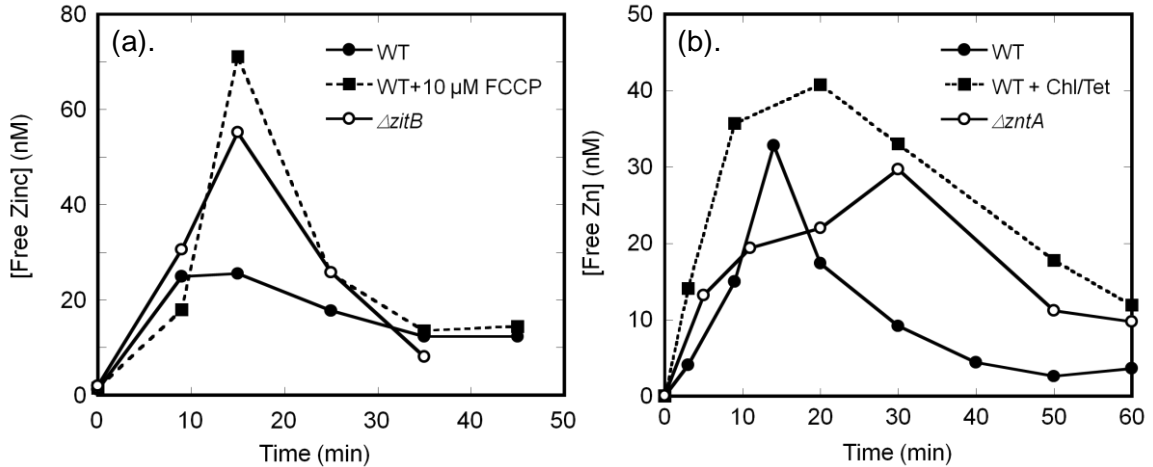 (a).
WT
WT+10 µM FCCP
ΔzitB
[Free Zinc] (nM)
80
60
40
20
0
0 10 20 30 40 50
Time (min)
(b).
WT
WT + Chl/Tet
ΔzntA
[Free Zn] (nM)
50
40
30
20
10
0
0 10 20 30 40 50 60
Time (min)